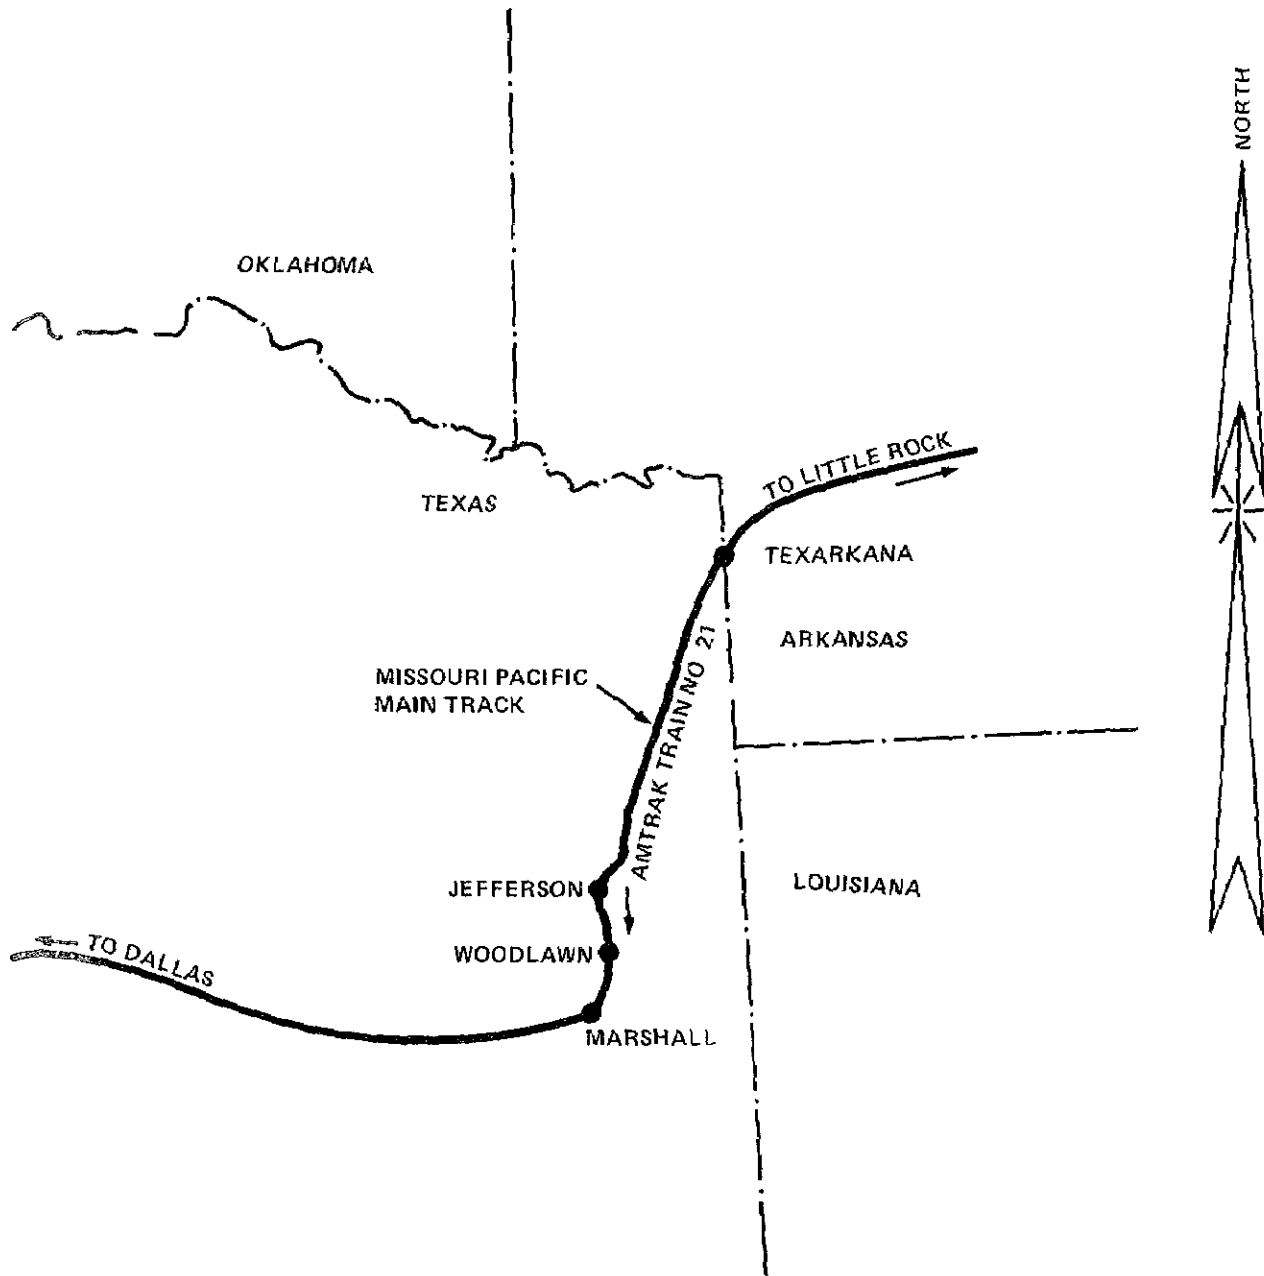 NORTH
OKLAHOMA
TO LITTLE ROCK
TEXAS
TEXARKANA
ARKANSAS
MISSOURI PACIFIC
MAIN TRACK
AMTRAK TRAIN NO 21
JEFFERSON
LOUISIANA
TO DALLAS
WOODLAWN
MARSHALL